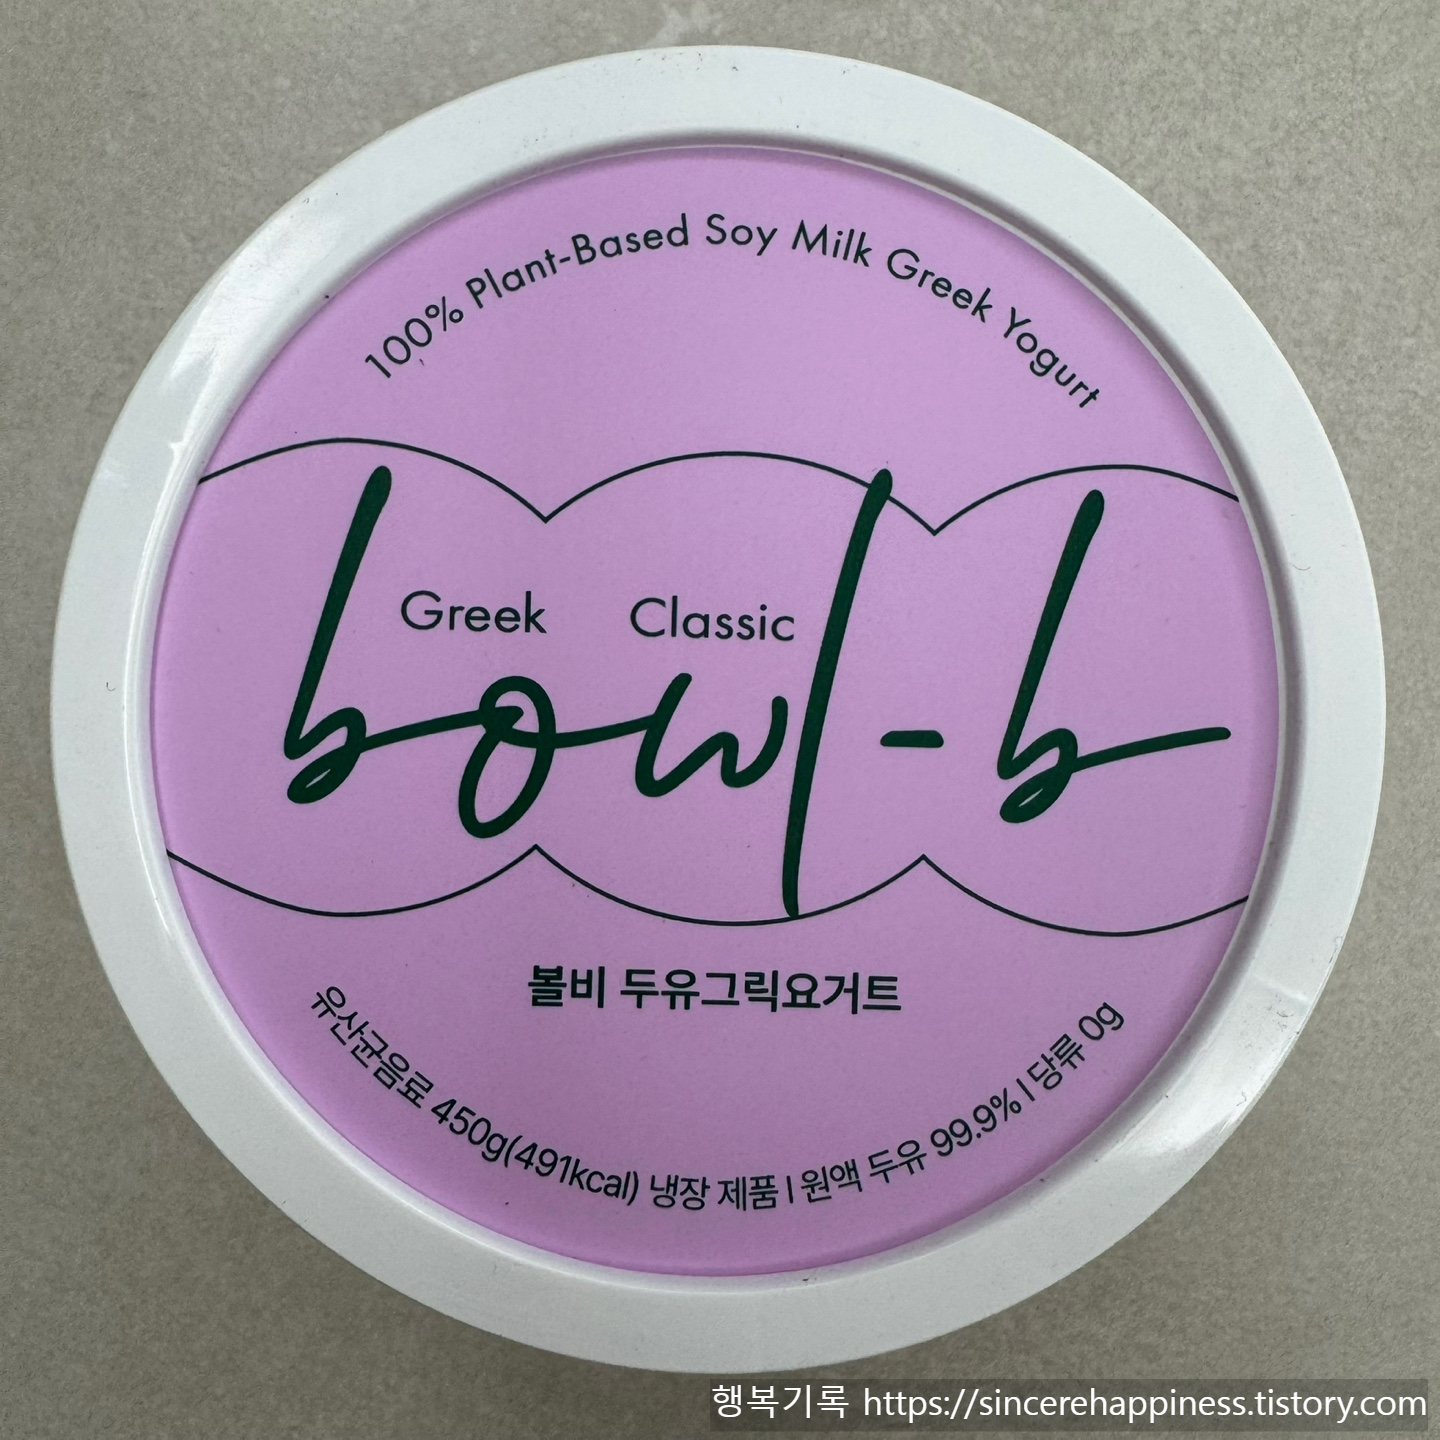 100% Plant-Based Soy Milk Greek Yogurt
Greek Classic
bowl-b
볼비 두유그릭요거트
유산균음료 450g(491kcal) 냉장 제품 | 원액 두유 99.9% | 당류 0g
행복기록 https://sincerehappiness.tistory.com